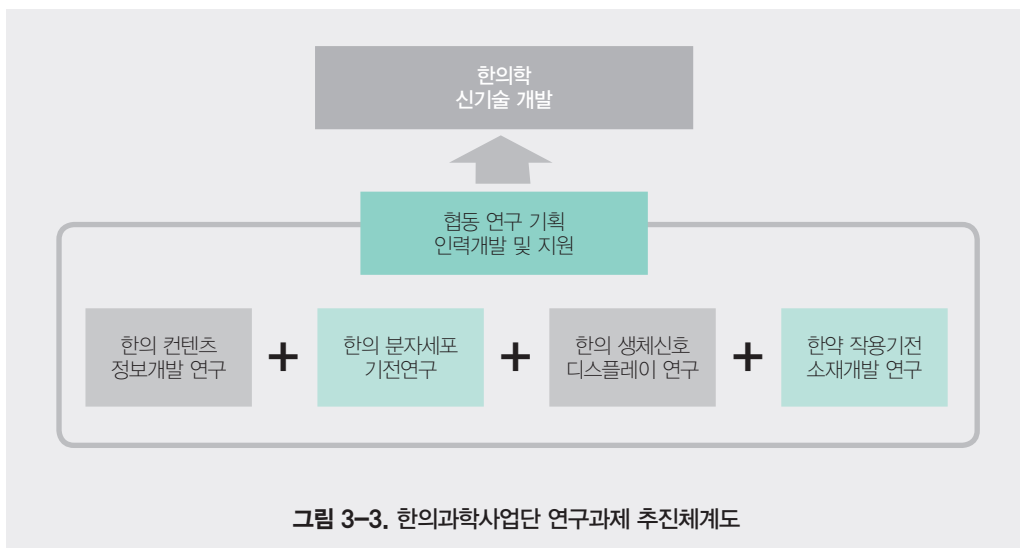 한의학
신기술 개발
협동 연구 기획
인력개발 및 지원
한의 컨텐츠
정보개발 연구
+
한의 분자세포
기전연구
+
한의 생체신호
디스플레이 연구
+
한약 작용기전
소재개발 연구
그림 3-3. 한의과학사업단 연구과제 추진체계도